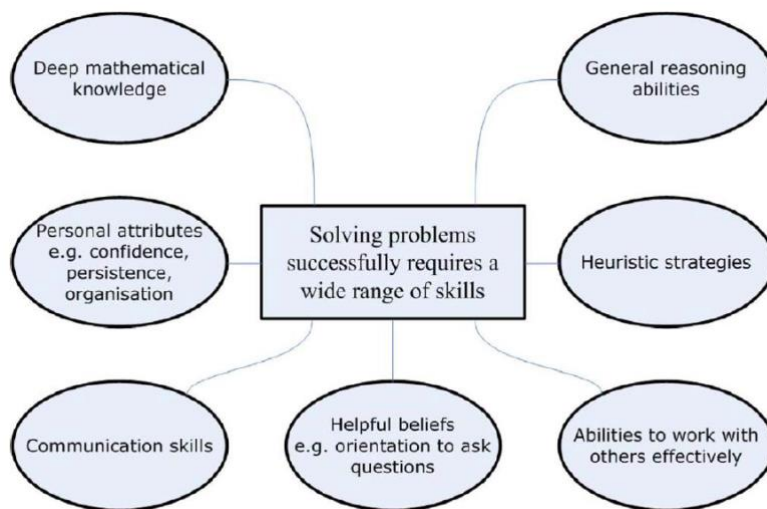 Deep mathematical
knowledge
General reasoning
abilities
Personal attributes
e.g. confidence,
persistence,
organisation
Solving problems
successfully requires a
wide range of skills
Heuristic strategies
Communication skills
Helpful beliefs
e.g. orientation to ask
questions
Abilities to work with
others effectively